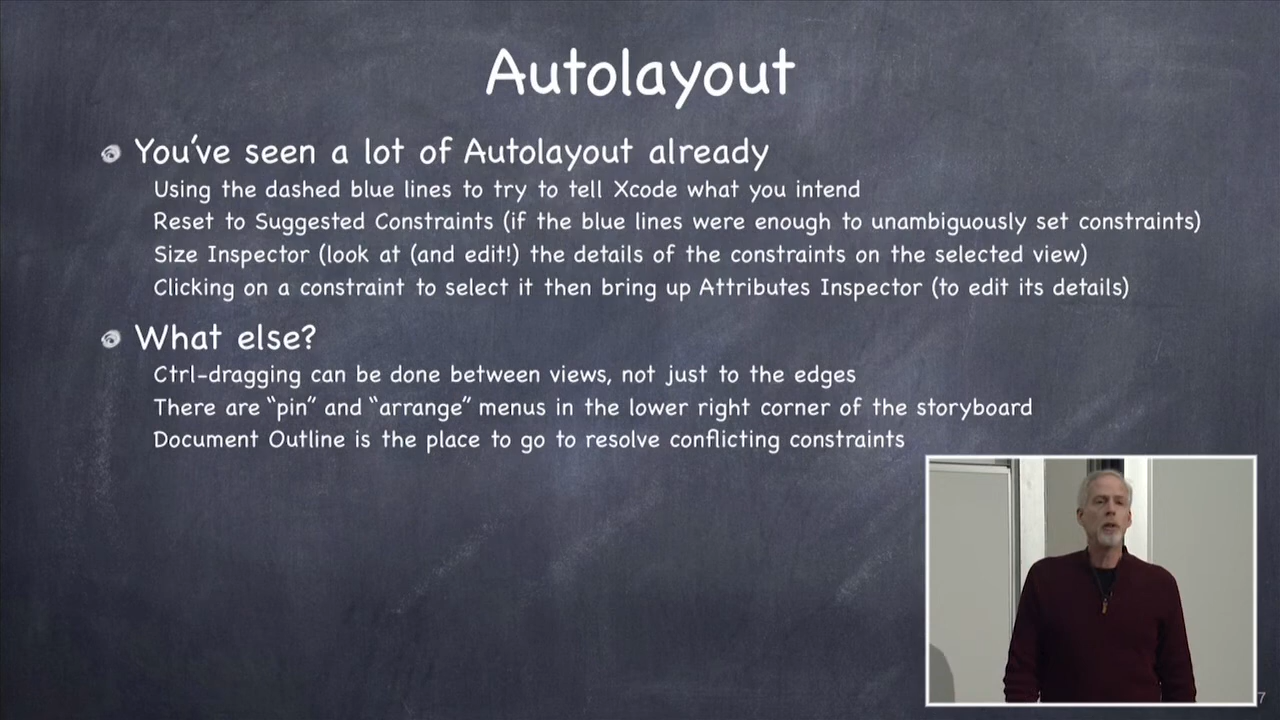 Autolayout
You've seen a lot of Autolayout already
Using the dashed blue lines to try to tell Xcode what you intend
Reset to Suggested Constraints (if the blue lines were enough to unambiguously set constraints)
Size Inspector (look at (and edit!) the details of the constraints on the selected view)
Clicking on a constraint to select it then bring up Attributes Inspector (to edit its details)
What else?
Ctrl-dragging can be done between views, not just to the edges
There are “pin” and “arrange” menus in the lower right corner of the storyboard
Document Outline is the place to go to resolve conflicting constraints
7